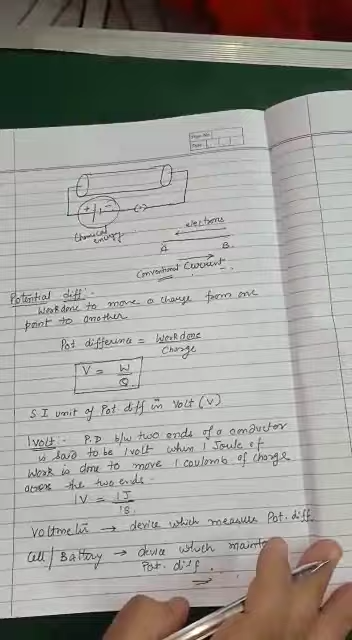 Page No.
Date
+ -
(-)
Chemical energy
electrons
A B
Conventional Current
Potential diff :-
Work done to move a charge from one
point to another
Pot difference = Work done
Charge
V = W
Q
S I unit of Pot. diff in Volt (V)
1 Volt :- P.D b/w two ends of a conductor
is said to be 1 volt when 1 Joule of
work is done to move 1 coulomb of charge
across the two ends.
1V = 1J
Voltmeter → device which measures Pot. diff.
Cell / Battery → device which
Pot. diff.